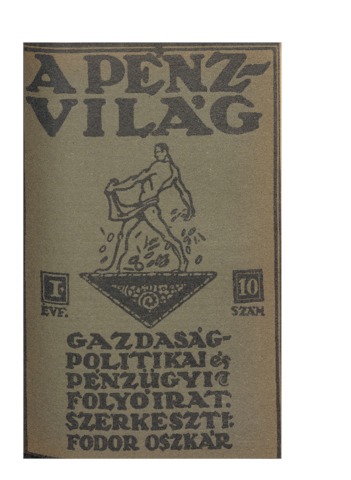 A PÉNZ-
VILÁG
I.
ÉVF.
10
SZÁM
GAZDASÁG-
POLITIKAI és
PÉNZÜGYI
FOLYÓIRAT.
SZERKESZTI:
FODOR OSZKÁR